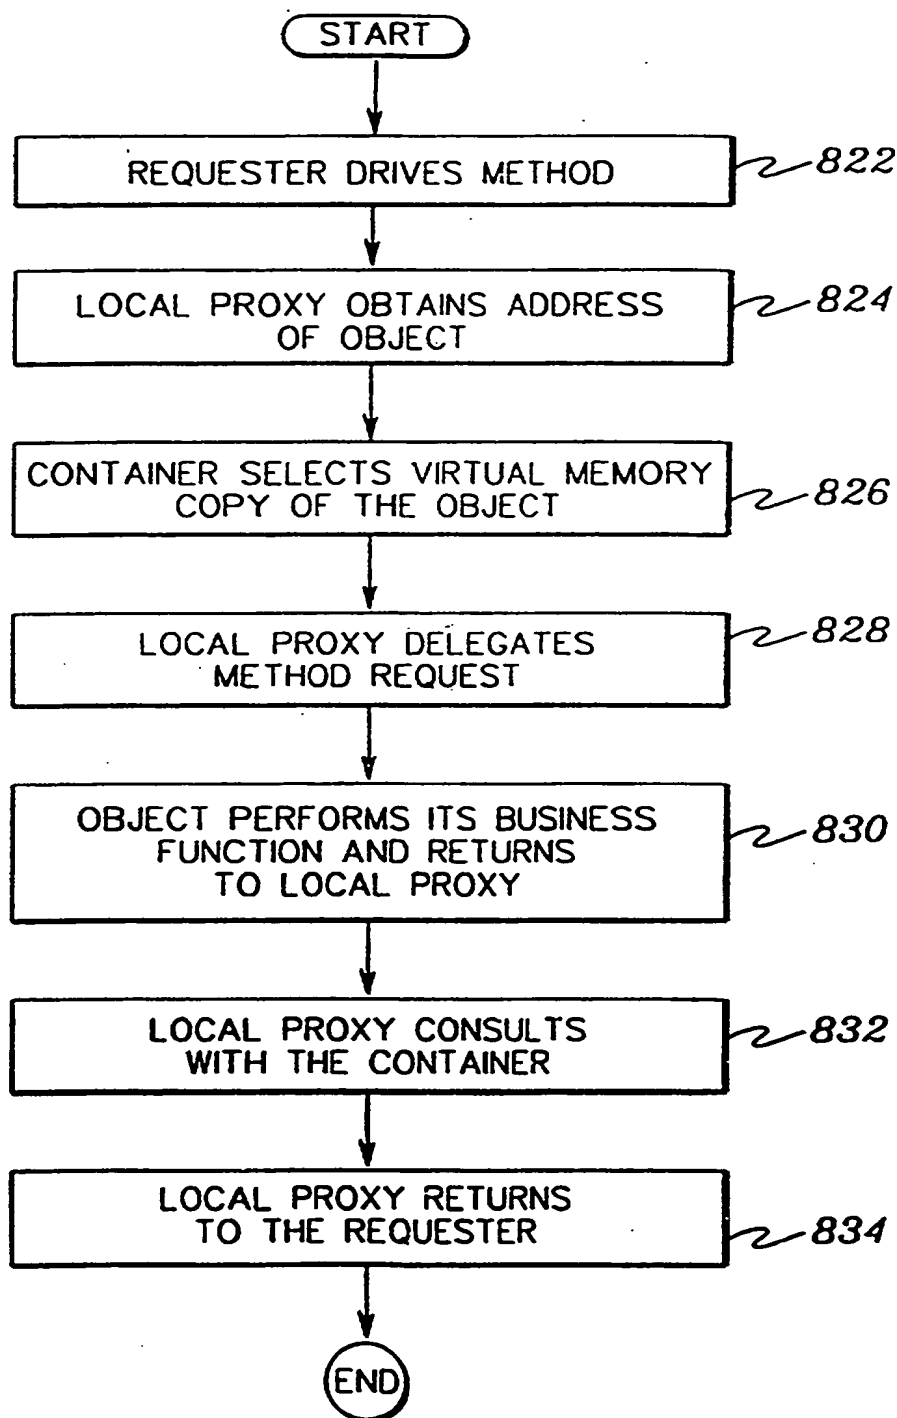 START
REQUESTER DRIVES METHOD
822
LOCAL PROXY OBTAINS ADDRESS
OF OBJECT
824
CONTAINER SELECTS VIRTUAL MEMORY
COPY OF THE OBJECT
826
LOCAL PROXY DELEGATES
METHOD REQUEST
828
OBJECT PERFORMS ITS BUSINESS
FUNCTION AND RETURNS
TO LOCAL PROXY
830
LOCAL PROXY CONSULTS
WITH THE CONTAINER
832
LOCAL PROXY RETURNS
TO THE REQUESTER
834
END